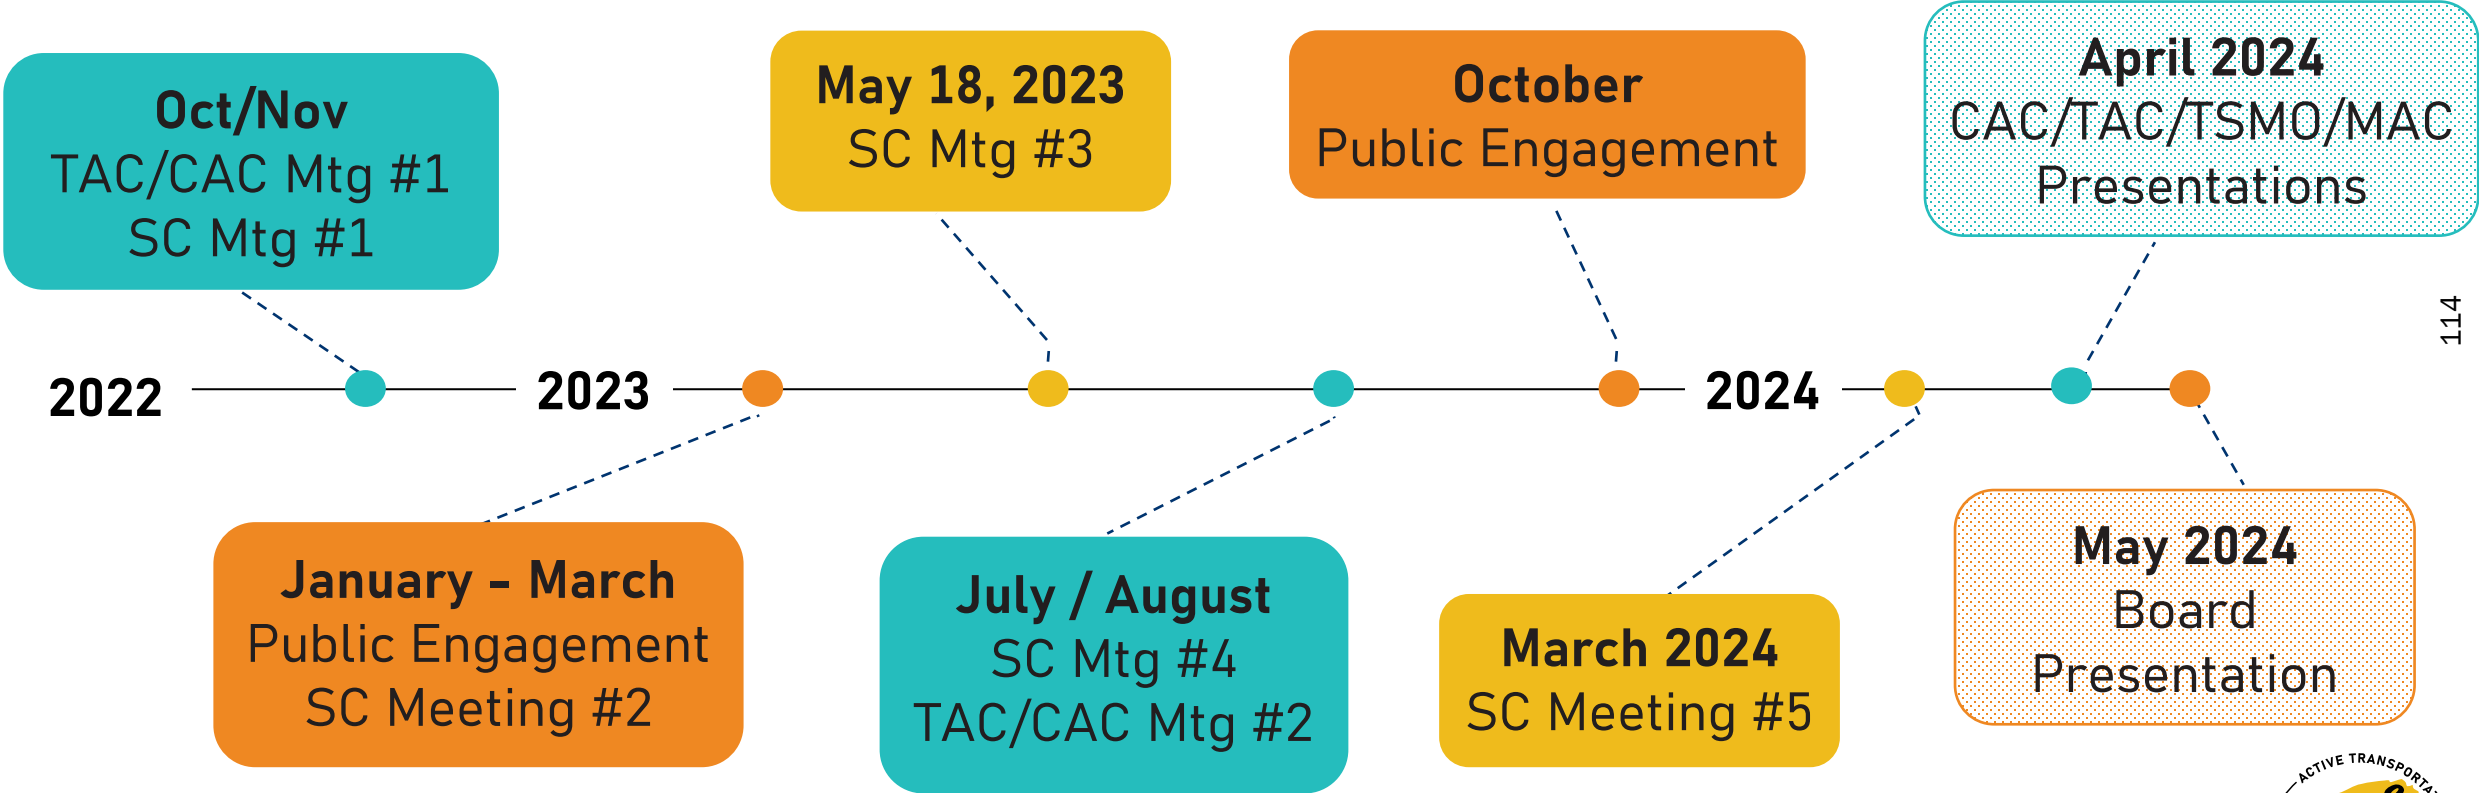 Oct/Nov
TAC/CAC Mtg #1
SC Mtg #1
May 18, 2023
SC Mtg #3
October
Public Engagement
April 2024
CAC/TAC/TSMO/MAC
Presentations
114
2022
2023
2024
January - March
Public Engagement
SC Meeting #2
July / August
SC Mtg #4
TAC/CAC Mtg #2
March 2024
SC Meeting #5
May 2024
Board
Presentation
ACTIVE TRANSPORTA